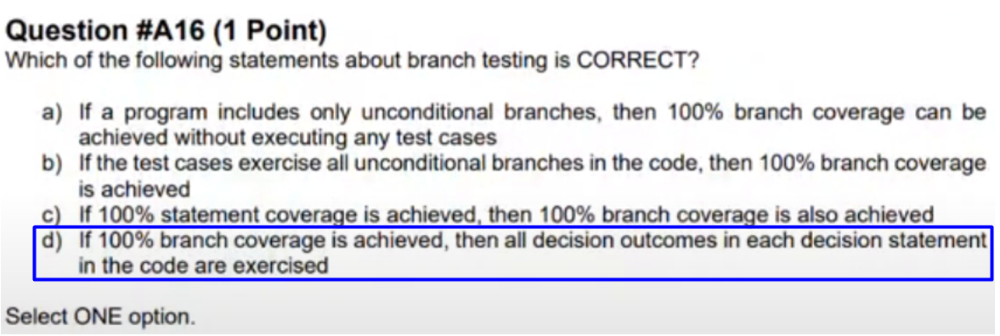 Question #A16 (1 Point)
Which of the following statements about branch testing is CORRECT?
a) If a program includes only unconditional branches, then 100% branch coverage can be
achieved without executing any test cases
b) If the test cases exercise all unconditional branches in the code, then 100% branch coverage
is achieved
c) If 100% statement coverage is achieved, then 100% branch coverage is also achieved
d) If 100% branch coverage is achieved, then all decision outcomes in each decision statement
in the code are exercised
Select ONE option.